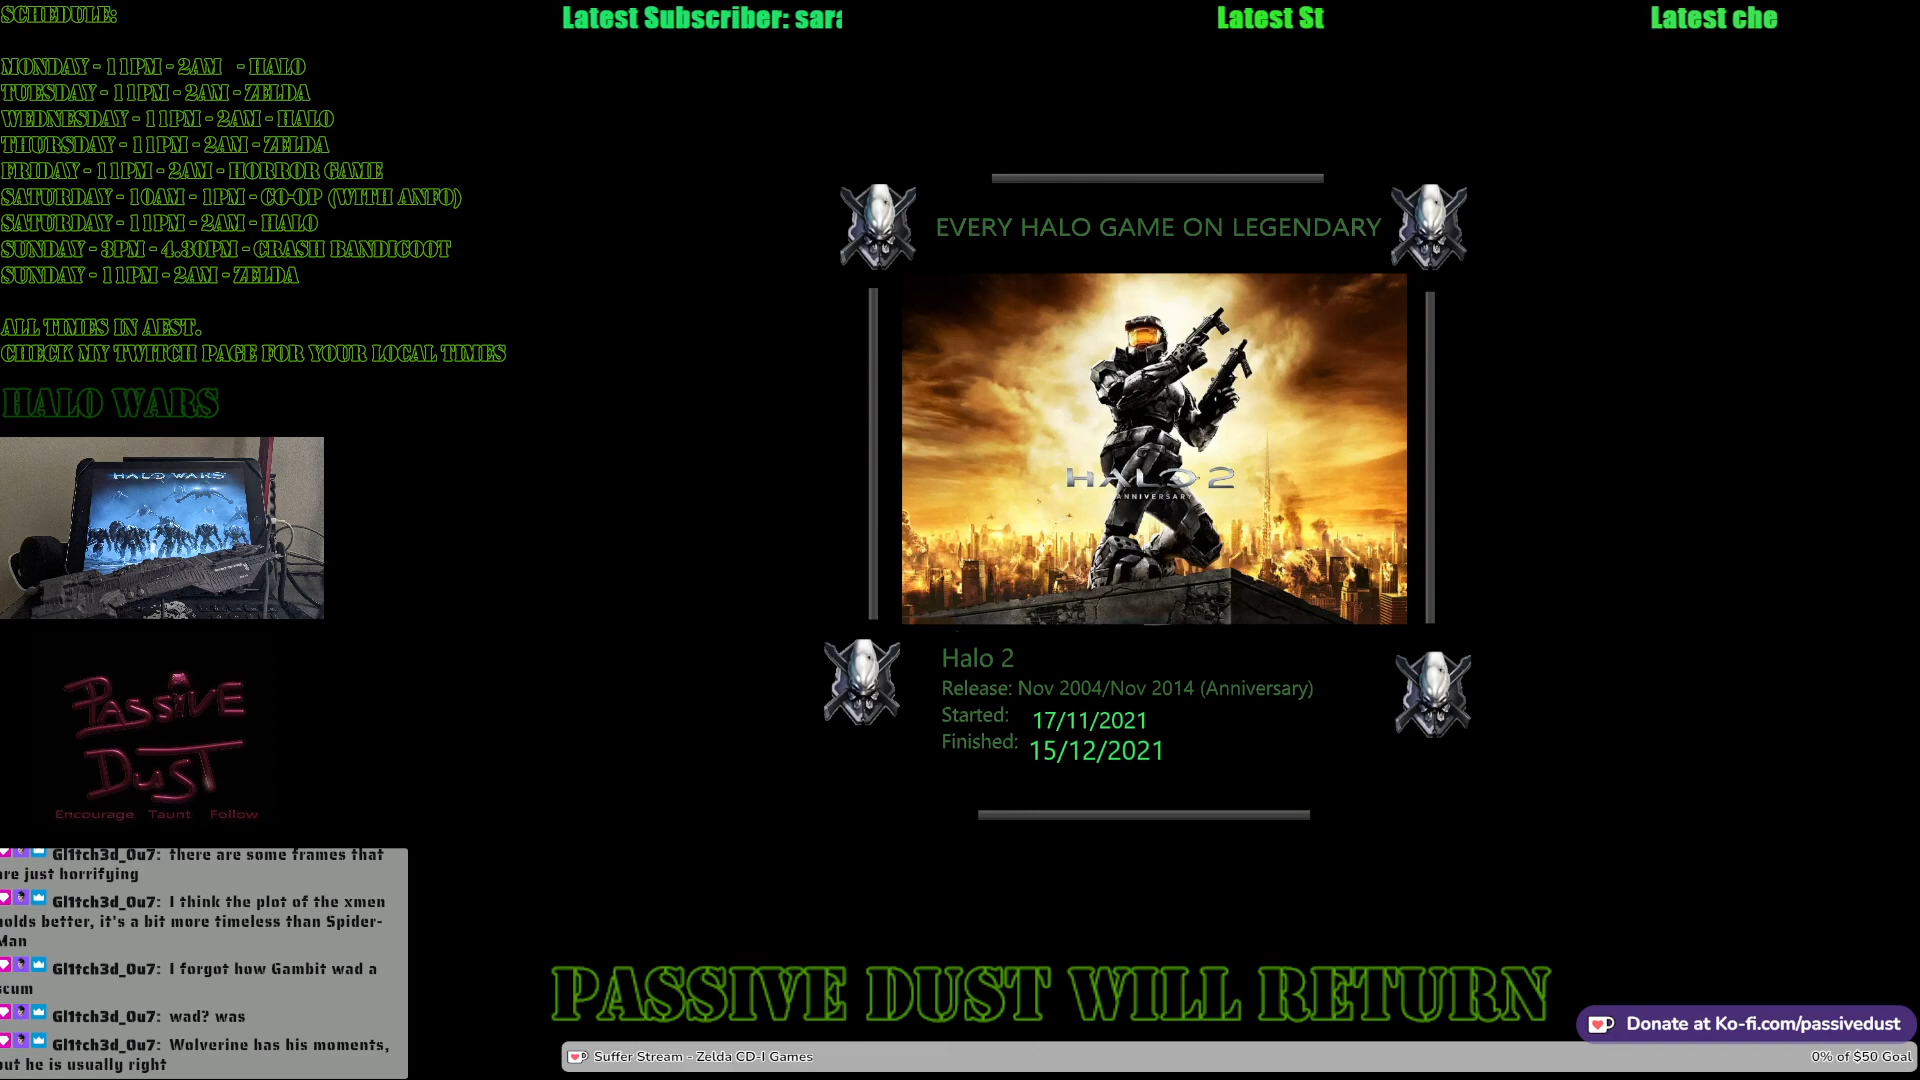 SCHEDULE:
MONDAY - 11PM - 2AM - HALO
TUESDAY - 11PM - 2AM - ZELDA
WEDNESDAY - 11PM - 2AM - HALO
THURSDAY - 11PM - 2AM - ZELDA
FRIDAY - 11PM - 2AM - HORROR GAME
SATURDAY - 10AM - 1PM - CO-OP (WITH ANFO)
SATURDAY - 11PM - 2AM - HALO
SUNDAY - 3PM - 4.30PM - CRASH BANDICOOT
SUNDAY - 11PM - 2AM - ZELDA
ALL TIMES IN AEST.
CHECK MY TWITCH PAGE FOR YOUR LOCAL TIMES
HALO WARS
HALO WARS
PASSIVE
DUST
Encourage Taunt Follow
Gl1tch3d_0u7: there are some frames that
are just horrifying
Gl1tch3d_0u7: I think the plot of the xmen
holds better, it's a bit more timeless than Spider-
Man
Gl1tch3d_0u7: I forgot how Gambit wad a
scum
Gl1tch3d_0u7: wad? was
Gl1tch3d_0u7: Wolverine has his moments,
but he is usually right
Latest Subscriber: sara
Latest St
Latest che
EVERY HALO GAME ON LEGENDARY
HALO 2
ANNIVERSARY
Halo 2
Release: Nov 2004/Nov 2014 (Anniversary)
Started: 17/11/2021
Finished: 15/12/2021
PASSIVE DUST WILL RETURN
Donate at Ko-fi.com/passivedust
Suffer Stream - Zelda CD-I Games
0% of $50 Goal